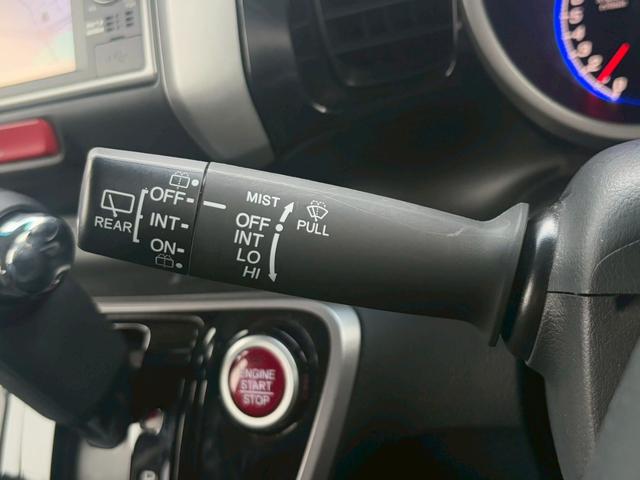 OFF-
INT-
ON-
REAR
MIST
OFF
INT
LO
HI
PULL
ENGINE
START
STOP
P